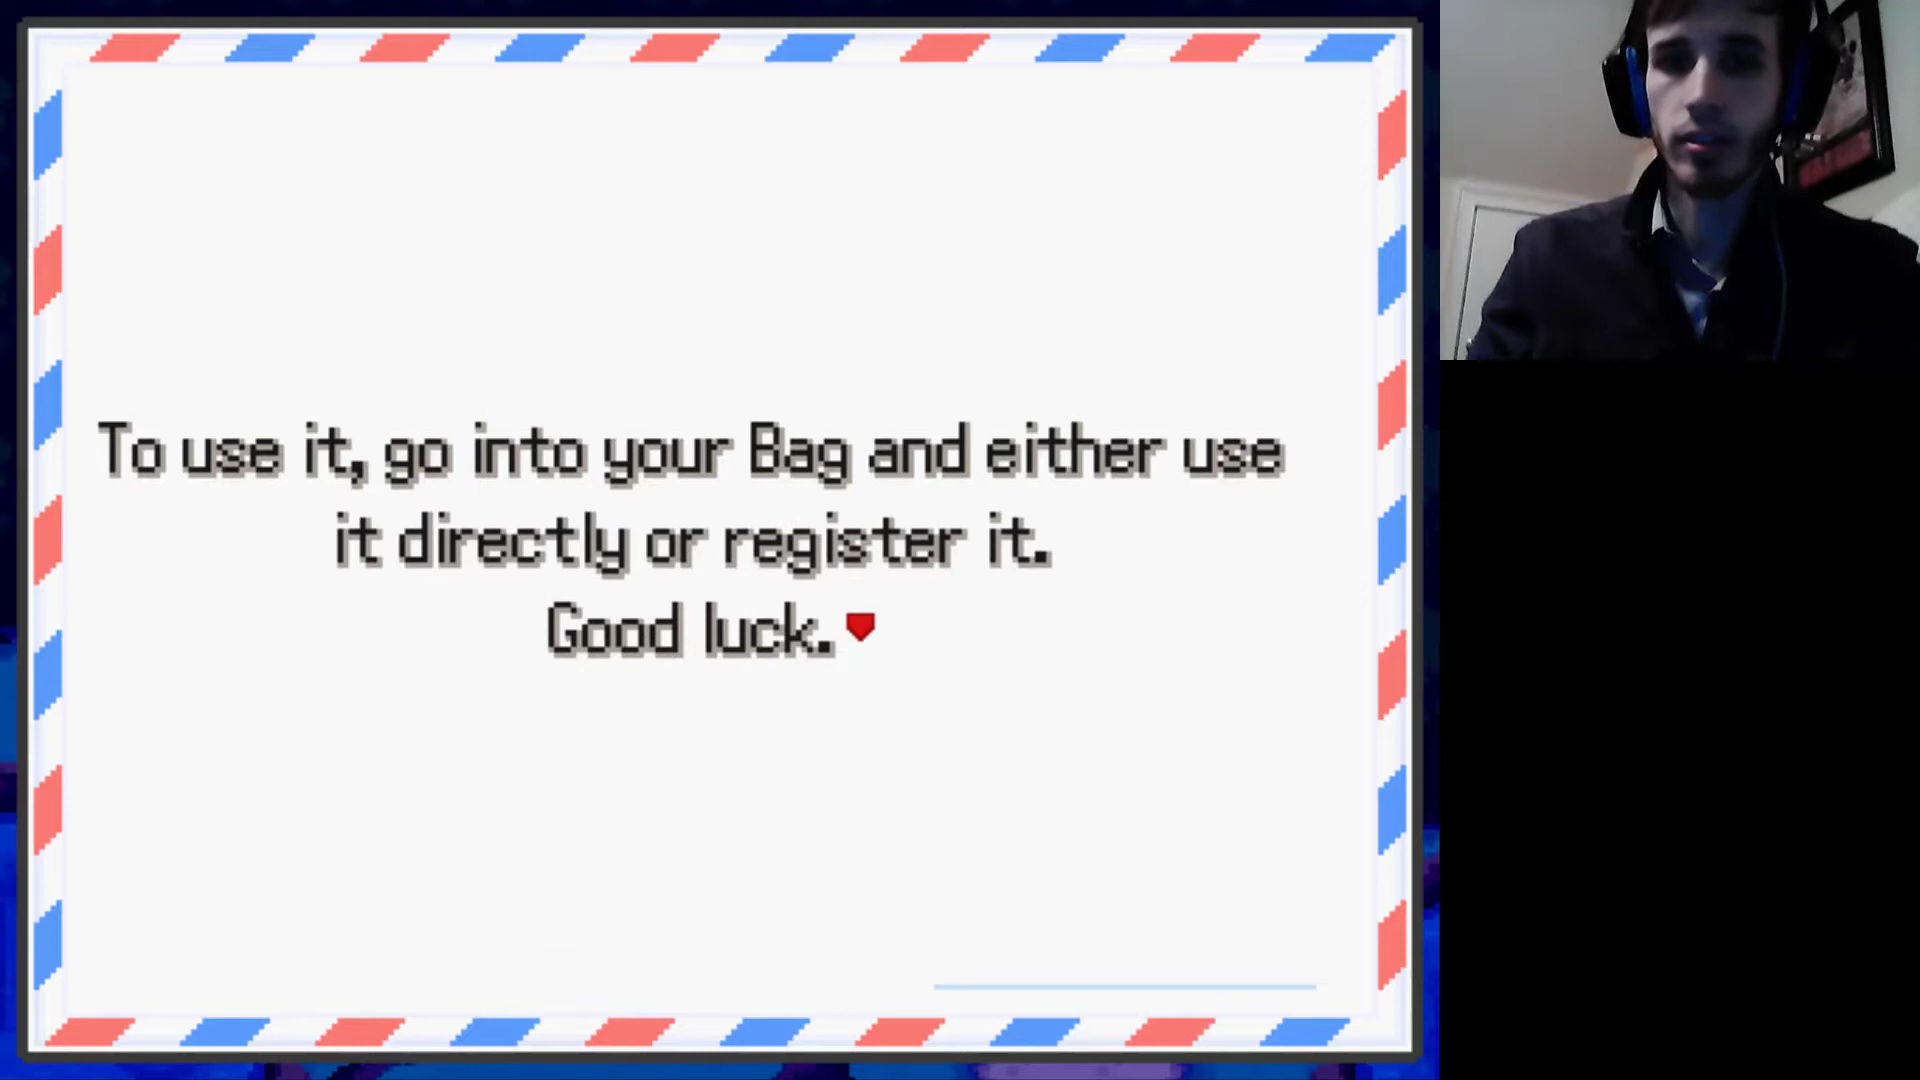 To use it, go into your Bag and either use
it directly or register it.
Good luck.